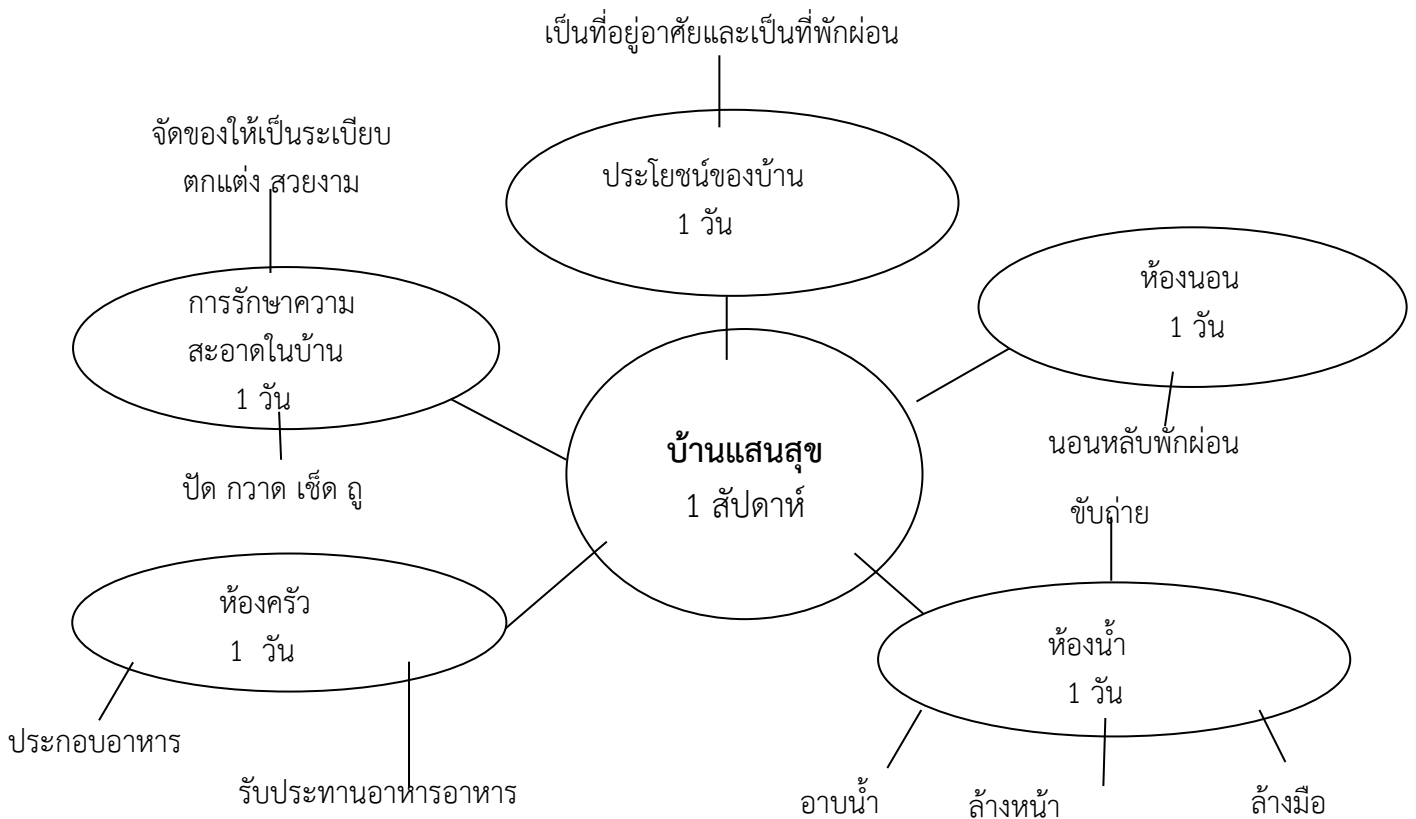 เป็นที่อยู่อาศัยและเป็นที่พักผ่อน
จัดของให้เป็นระเบียบ
ตกแต่ง สวยงาม
ประโยชน์ของบ้าน
1 วัน
ห้องนอน
1 วัน
การรักษาความ
สะอาดในบ้าน
1 วัน
นอนหลับพักผ่อน
บ้านแสนสุข
1 สัปดาห์
ปัด กวาด เช็ด ถู
ขับถ่าย
ห้องครัว
1 วัน
ห้องน้ำ
1 วัน
ประกอบอาหาร
รับประทานอาหารอาหาร
อาบน้ำ
ล้างหน้า
ล้างมือ